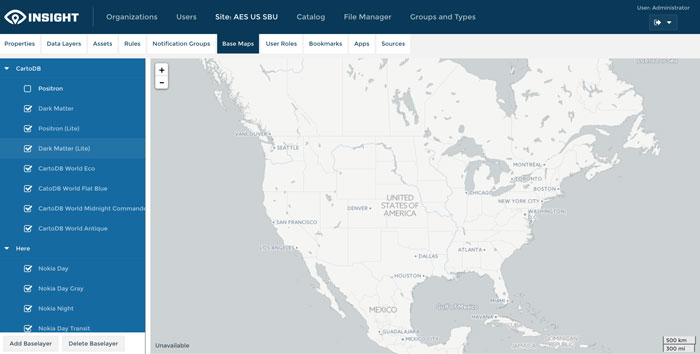 INSIGHT
Organizations Users Site: AES US SBU Catalog File Manager Groups and Types
User: Administrator
Properties Data Layers Assets Rules Notification Groups Base Maps User Roles Bookmarks Apps Sources
CartoDB
Positron
Dark Matter
Positron (Lite)
Dark Matter (Lite)
CartoDB World Eco
CatoDB World Flat Blue
CartoDB World Midnight Commande
CartoDB World Antique
Here
Nokia Day
Nokia Day Gray
Nokia Night
Nokia Day Transit
Add Baselayer Delete Baselayer
+
-
VANCOUVER
SEATTLE
MONTREAL
TORONTO
BOSTON
CHICAGO
NEW YORK CITY
UNITED
STATES OF
AMERICA
DENVER
WASHINGTON
SAN FRANCISCO
LOS ANGELES
ATLANTA
DALLAS
HOUSTON
MIAMI
Gulf of Mexico
MEXICO
HAVANA
GUADALAJARA
MEXICO CITY
Unavailable
500 km
300 mi